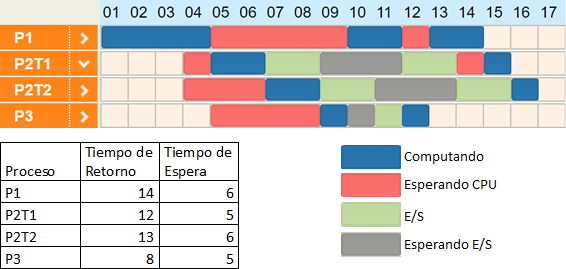 01 02 03 04 05 06 07 08 09 10 11 12 13 14 15 16 17
P1
P2T1
P2T2
P3
Proceso Tiempo de Retorno Tiempo de Espera
P1 14 6
P2T1 12 5
P2T2 13 6
P3 8 5
Computando
Esperando CPU
E/S
Esperando E/S